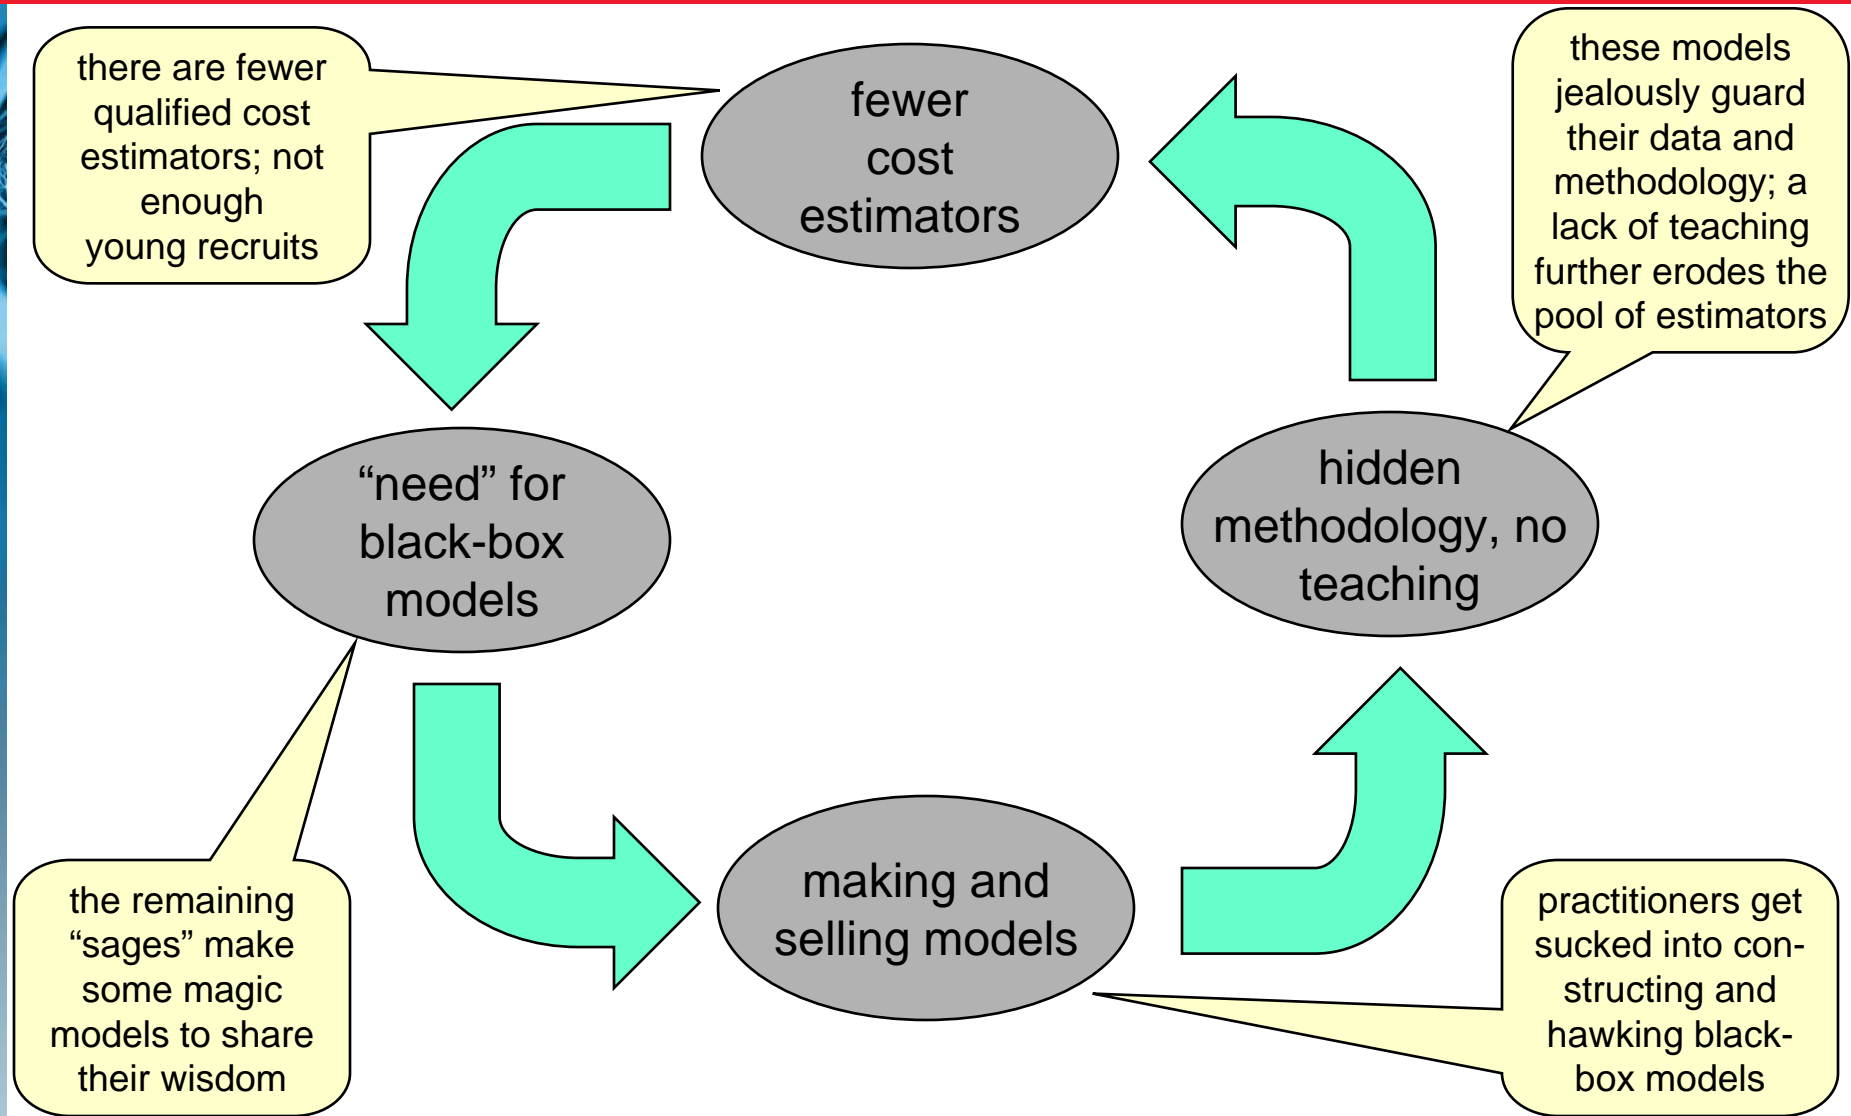 there are fewer
qualified cost
estimators; not
enough
young recruits
fewer
cost
estimators
these models
jealously guard
their data and
methodology; a
lack of teaching
further erodes the
pool of estimators
“need” for
black-box
models
hidden
methodology, no
teaching
the remaining
“sages” make
some magic
models to share
their wisdom
making and
selling models
practitioners get
sucked into con-
structing and
hawking black-
box models